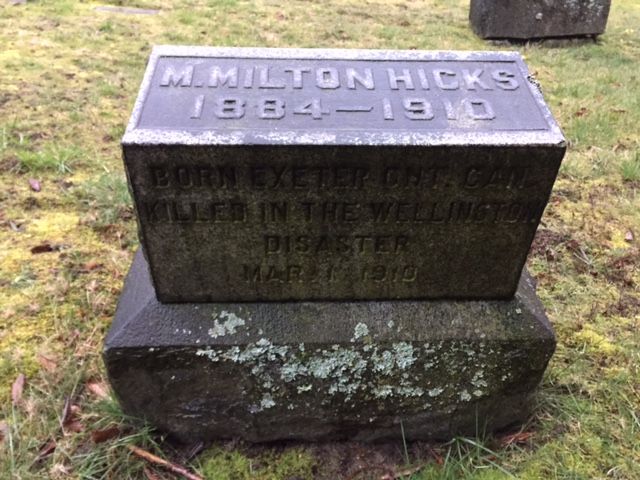 M. MILTON HICKS
1884—1910
BORN EXETER ONT. CAN.
KILLED IN THE WELLINGTON
DISASTER
MAR. 1, 1910